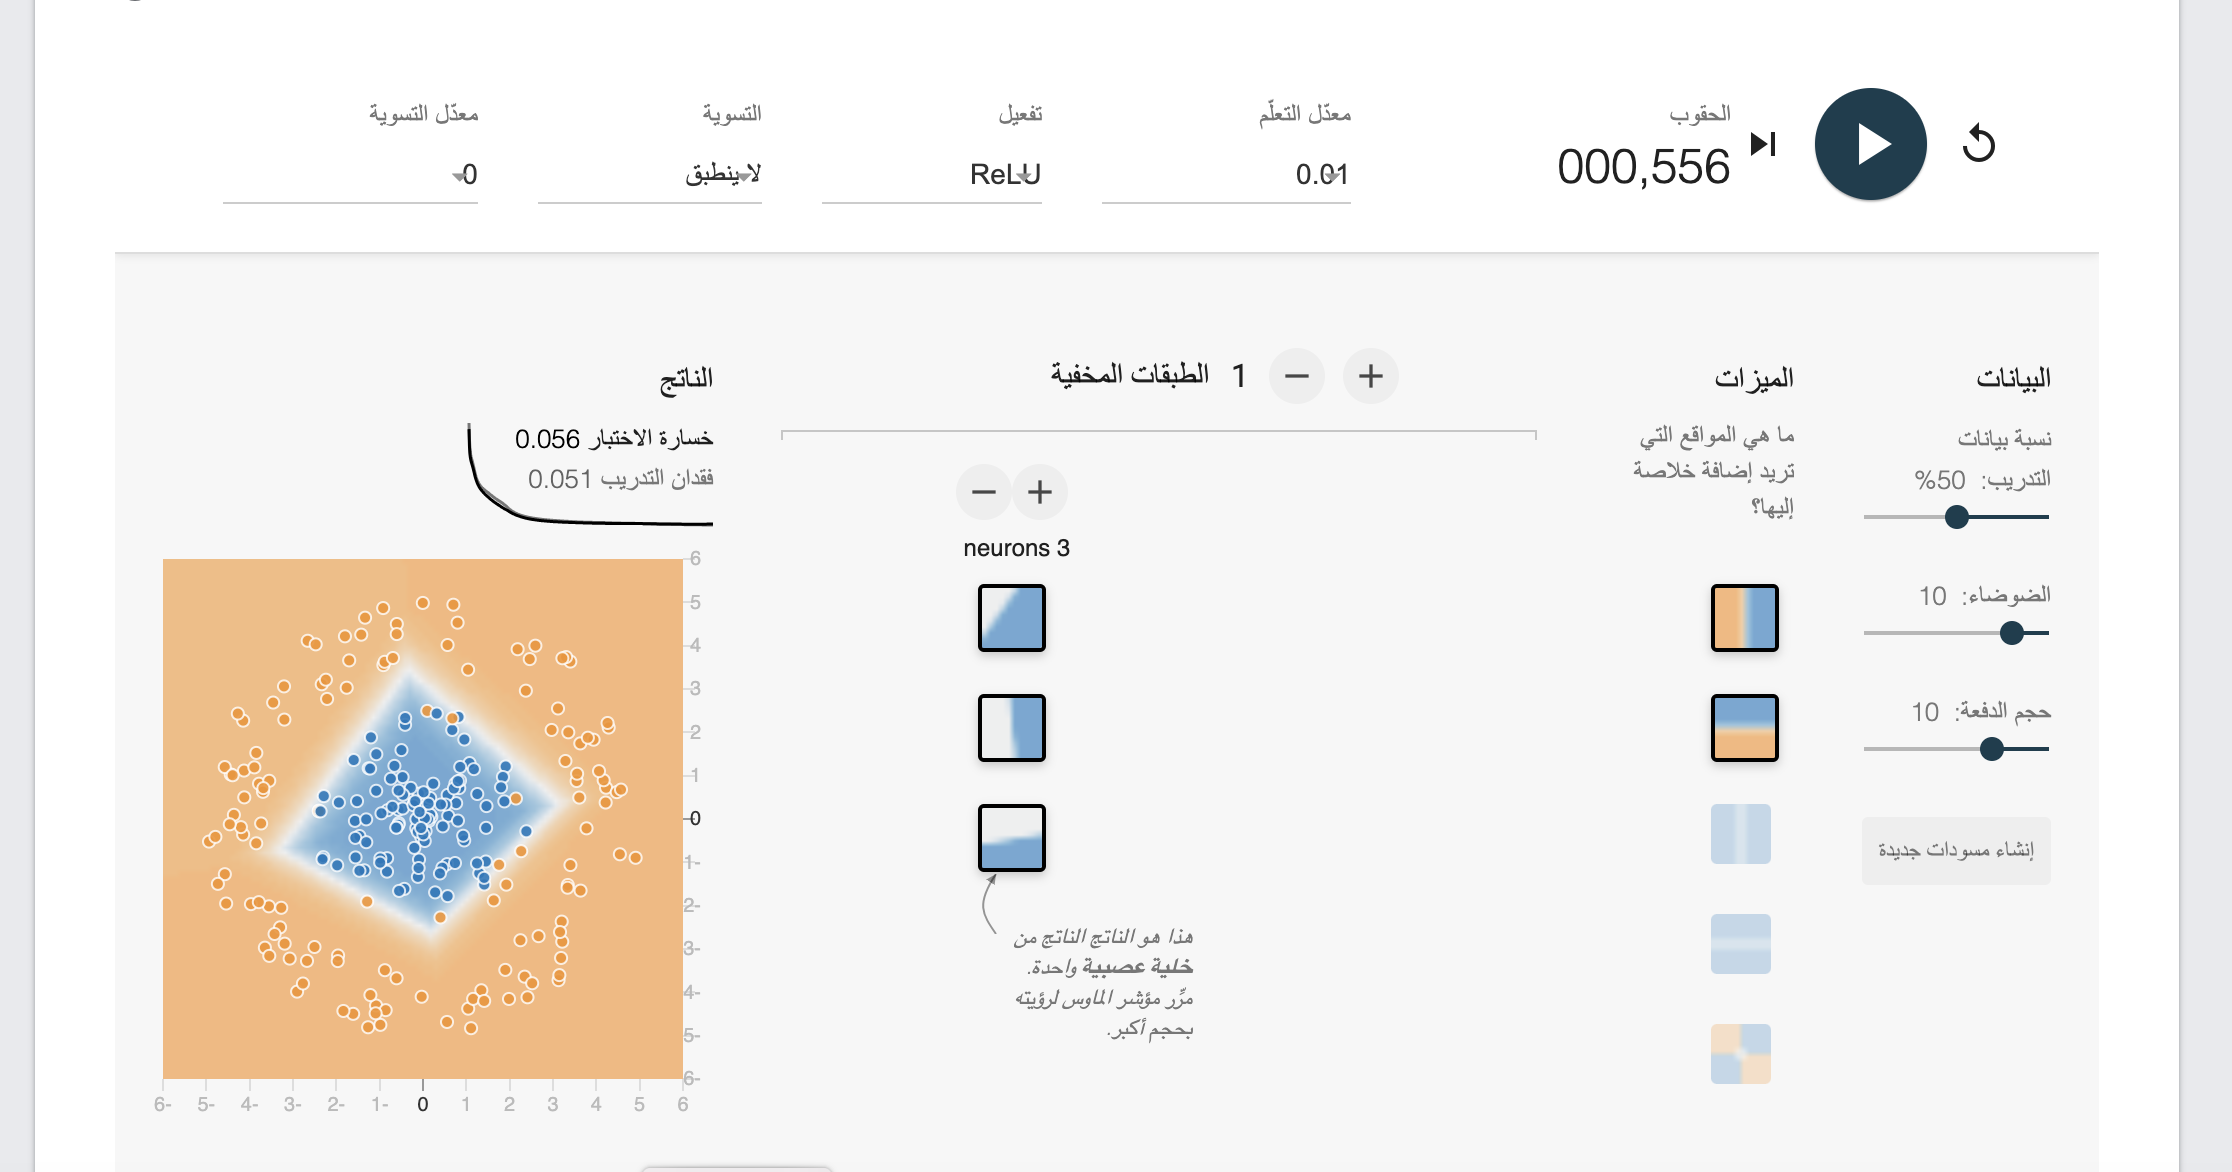 الحقوب
000,556
معدّل التعلّم
0.01
تفعيل
ReLU
التسوية
لا ينطبق
معدّل التسوية
0
البيانات
نسبة بيانات
التدريب: 50%
الضوضاء: 10
حجم الدفعة: 10
إنشاء مسودات جديدة
الميزات
ما هي المواقع التي
تريد إضافة خلاصة
إليها؟
+ − 1 الطبقات المخفية
− +
neurons 3
هذا هو الناتج الناتج من
خلية عصبية واحدة.
مرِّر مؤشر الماوس لرؤيته
بحجم أكبر.
الناتج
خسارة الاختبار 0.056
فقدان التدريب 0.051
6
5
4
3
2
1
0
1-
2-
3-
4-
5-
6-
6- 5- 4- 3- 2- 1- 0 1 2 3 4 5 6